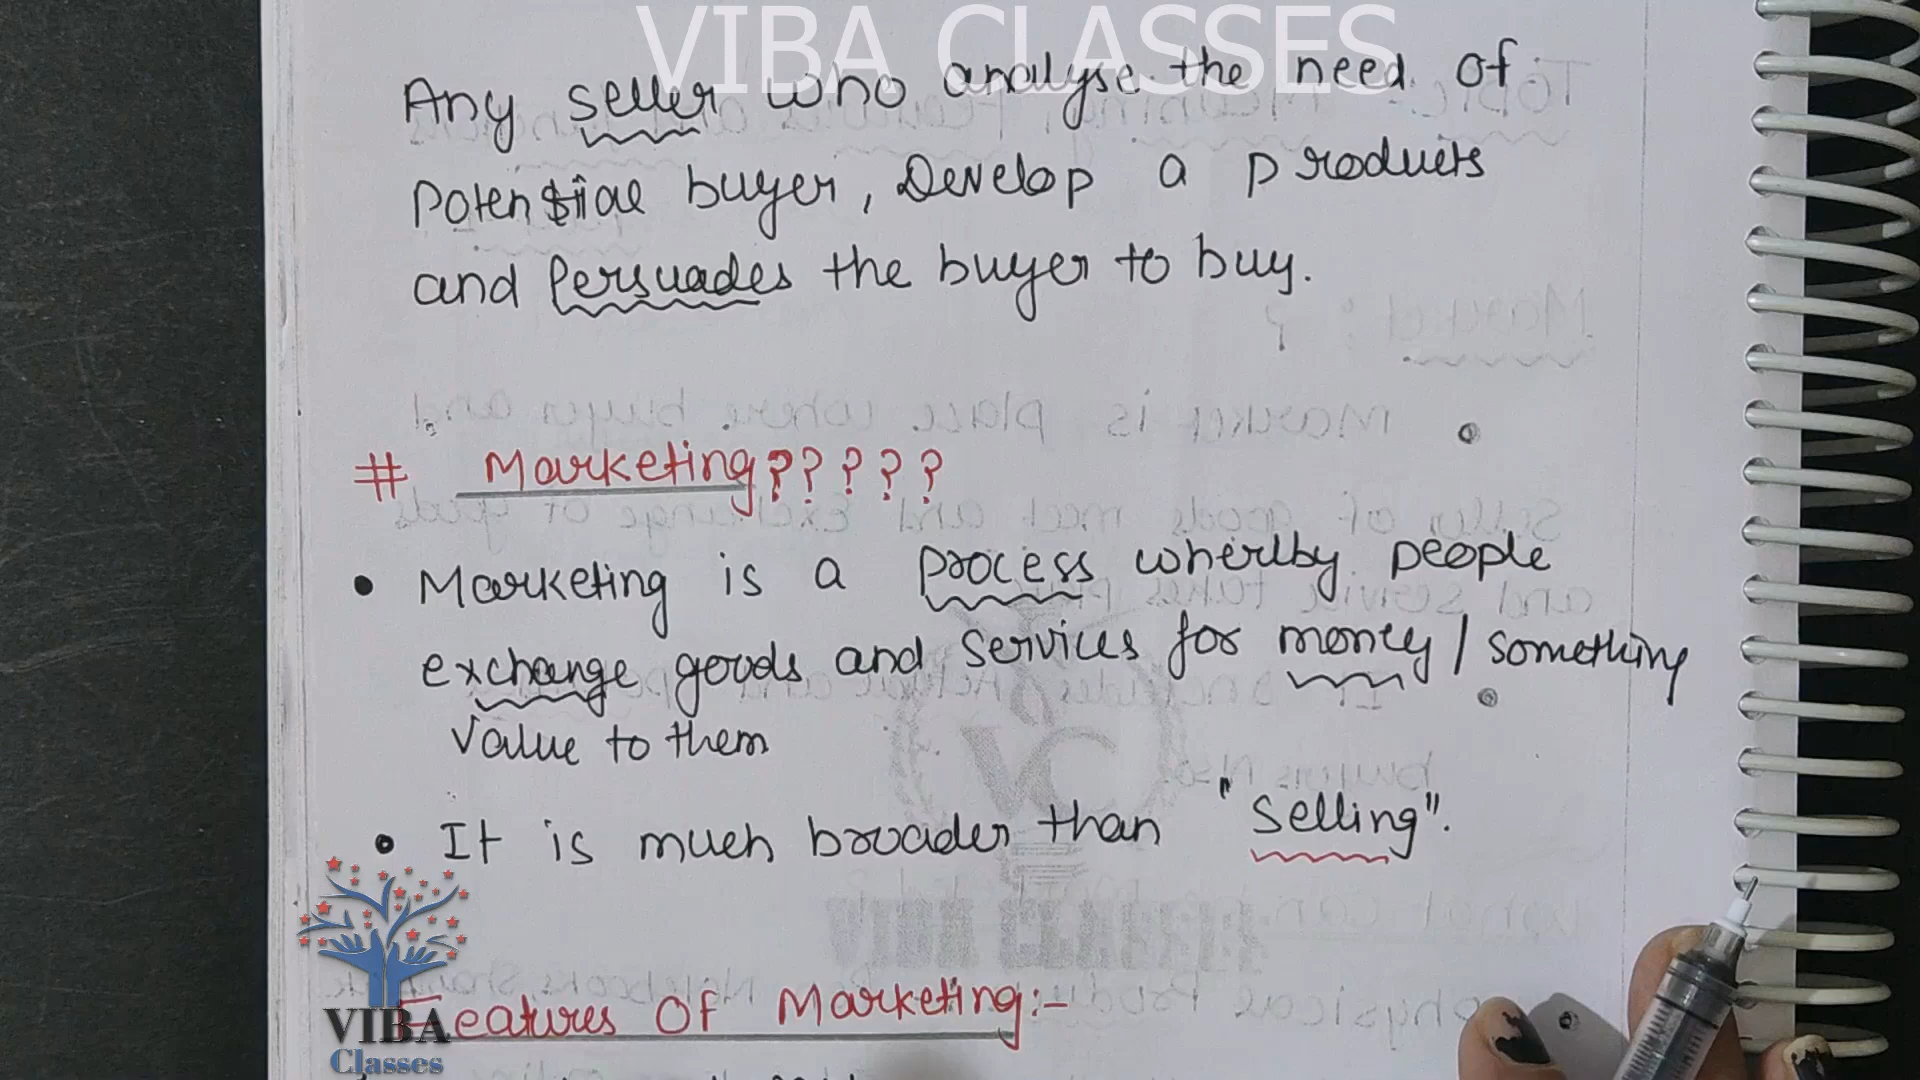 VIBA CLASSES
Any seller who analyse the need of
Potential buyer, Develop a products
and Persuades the buyer to buy.
# Marketing?????
• Marketing is a process whereby people
exchange goods and services for money / something
value to them
• It is much broader than "selling".
Features Of Marketing:-
VIBA
Classes